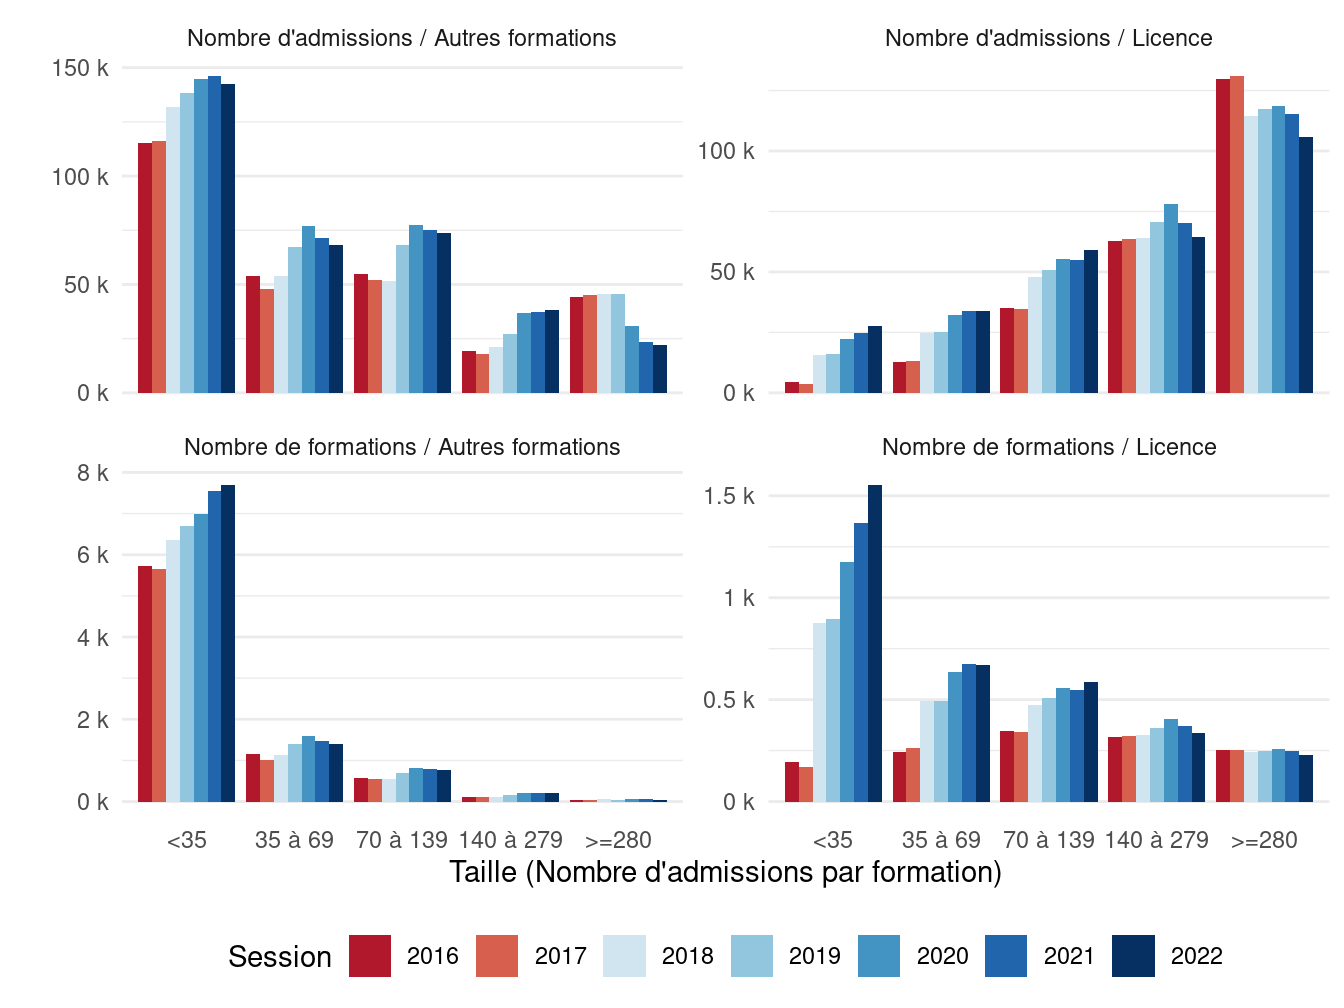 Nombre d'admissions / Autres formations
Nombre d'admissions / Licence
150 k
100 k
50 k
0 k
100 k
50 k
0 k
Nombre de formations / Autres formations
Nombre de formations / Licence
8 k
6 k
4 k
2 k
0 k
1.5 k
1 k
0.5 k
0 k
<35 35 à 69 70 à 139 140 à 279 >=280
<35 35 à 69 70 à 139 140 à 279 >=280
Taille (Nombre d'admissions par formation)
Session 2016 2017 2018 2019 2020 2021 2022